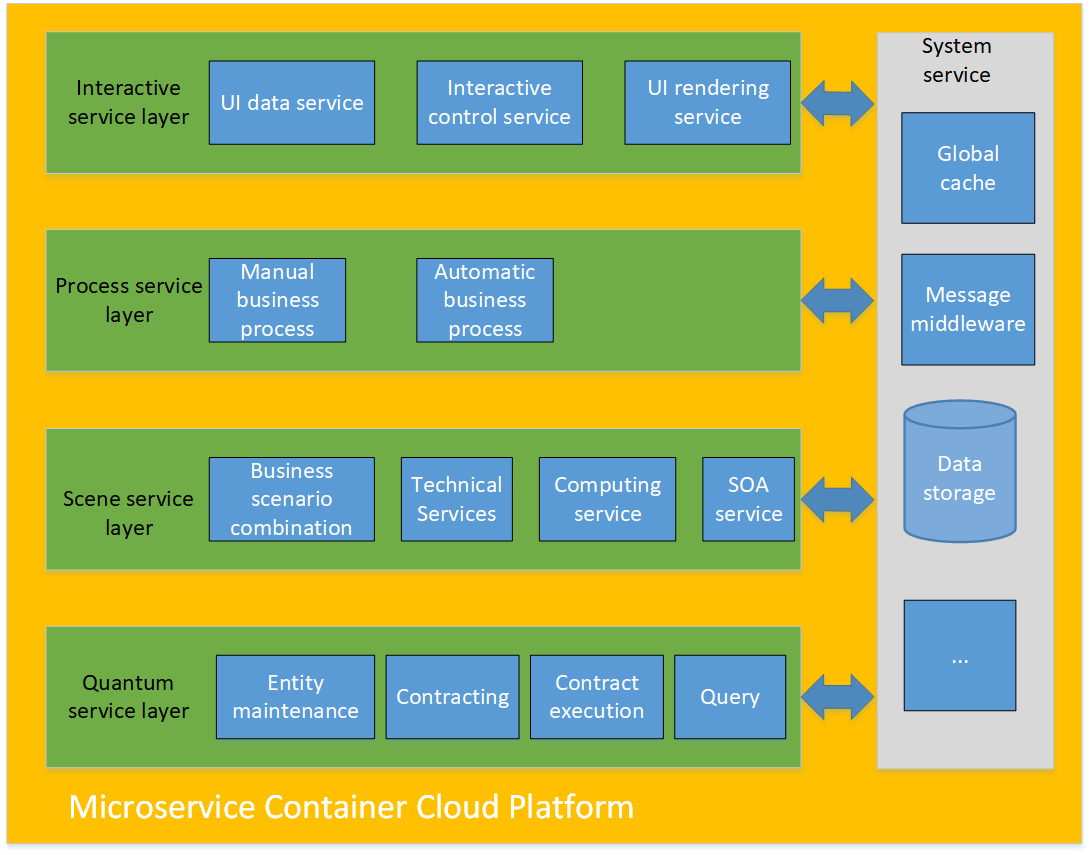 Interactive
service layer
UI data service
Interactive
control service
UI rendering
service
Process service
layer
Manual
business
process
Automatic
business
process
Scene service
layer
Business
scenario
combination
Technical
Services
Computing
service
SOA
service
Quantum
service layer
Entity
maintenance
Contracting
Contract
execution
Query
System
service
Global
cache
Message
middleware
Data
storage
...
Microservice Container Cloud Platform